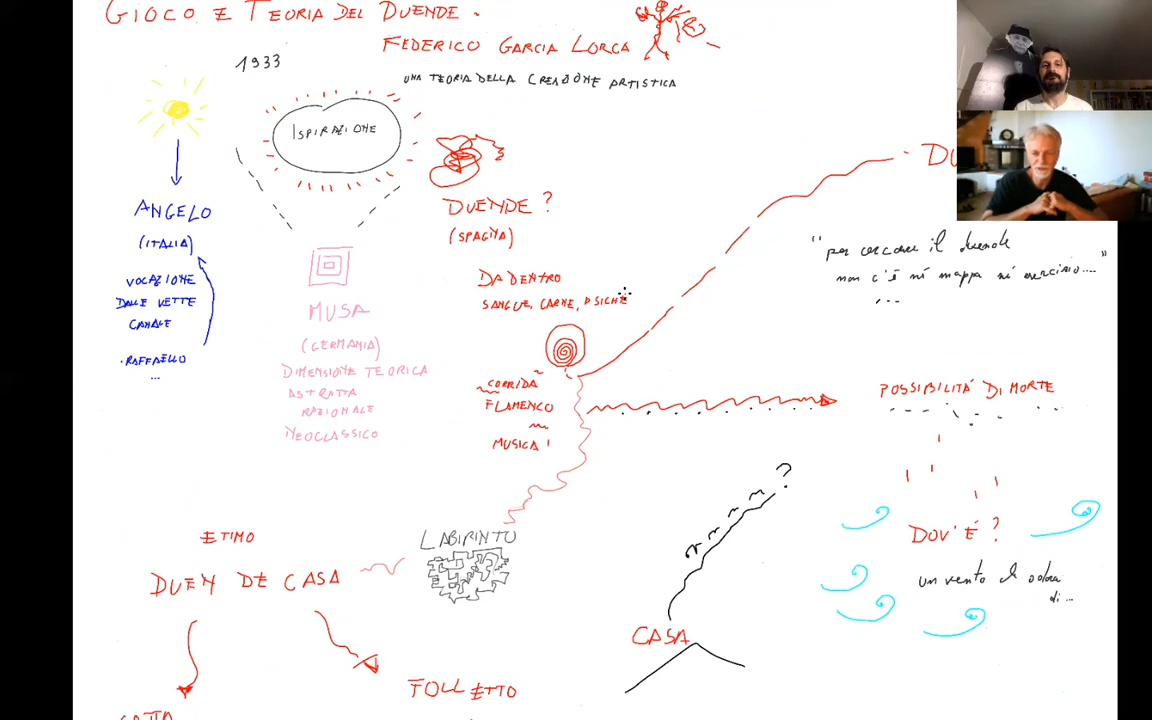 GIOCO E TEORIA DEL DUENDE.
FEDERICO GARCIA LORCA
1933
UNA TEORIA DELLA CREAZIONE ARTISTICA
ISPIRAZIONE
ANGELO
(ITALIA)
VOCAZIONE
DALLE VETTE
CANALE
• RAFFAELLO
...
MUSA
(GERMANIA)
DIMENSIONE TEORICA
ASTRATTA
RAZIONALE
NEOCLASSICO
DUENDE?
(SPAGNA)
DA DENTRO
SANGUE, CARNE, PSICHE
CORRIDA
FLAMENCO
MUSICA!
DU
"per cercare il duende
non c'è né mappa né esercizio...."
...
POSSIBILITÀ DI MORTE
DOV'È?
un vento che odora
di...
?
CASA
LABIRINTO
ETIMO
DUEN DE CASA
FOLLETTO